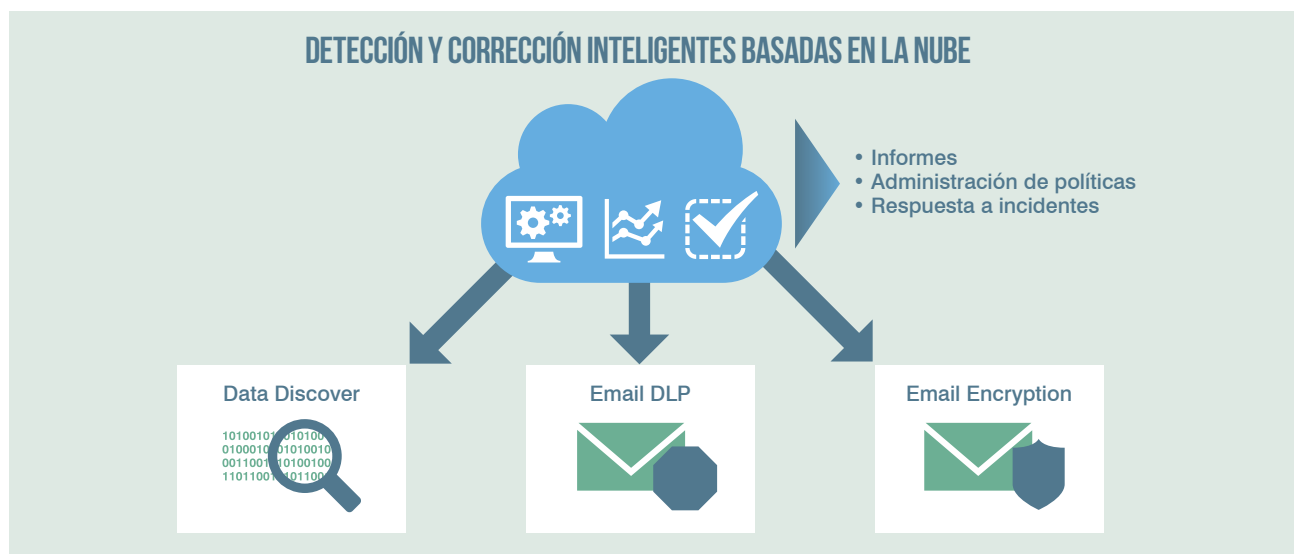 DETECCIÓN Y CORRECCIÓN INTELIGENTES BASADAS EN LA NUBE
• Informes
• Administración de políticas
• Respuesta a incidentes
Data Discover
Email DLP
Email Encryption